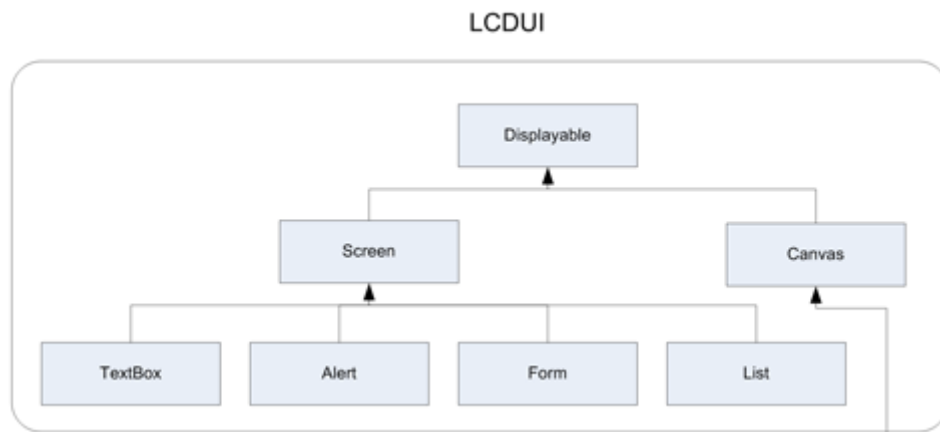 LCDUI
Displayable
Screen
Canvas
TextBox
Alert
Form
List